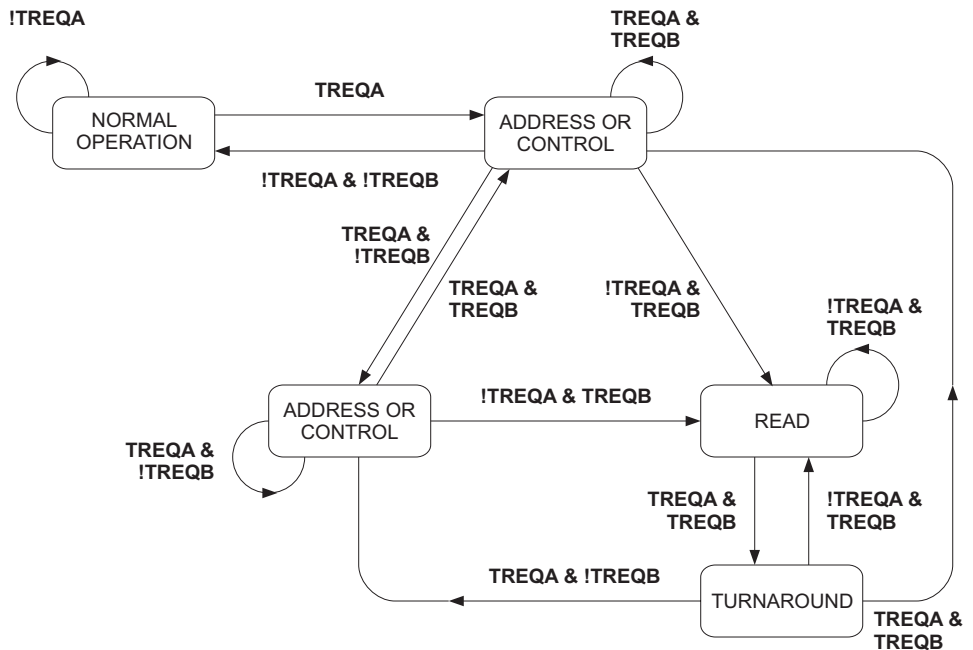 !TREQA
TREQA &
TREQB
TREQA
NORMAL
OPERATION
ADDRESS OR
CONTROL
!TREQA & !TREQB
TREQA &
!TREQB
TREQA &
TREQB
!TREQA &
TREQB
!TREQA &
TREQB
ADDRESS OR
CONTROL
!TREQA & TREQB
READ
TREQA &
!TREQB
TREQA &
TREQB
!TREQA &
TREQB
TREQA & !TREQB
TURNAROUND
TREQA &
TREQB